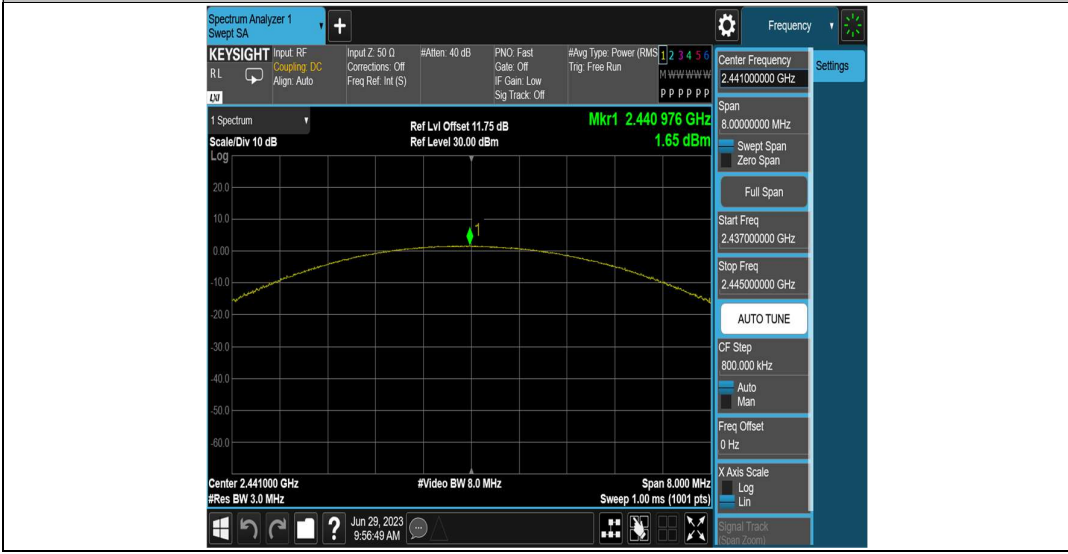 Spectrum Analyzer 1
Swept SA
Frequency
KEYSIGHT
RL
LXI
Input: RF
Coupling: DC
Align: Auto
Input Z: 50 Ω
Corrections: Off
Freq Ref: Int (S)
#Atten: 40 dB
PNO: Fast
Gate: Off
IF Gain: Low
Sig Track: Off
#Avg Type: Power (RMS
Trig: Free Run
1 2 3 4 5 6
M W W W W W
P P P P P P
Center Frequency
2.441000000 GHz
Settings
Span
8.00000000 MHz
Swept Span
Zero Span
Full Span
Start Freq
2.437000000 GHz
Stop Freq
2.445000000 GHz
AUTO TUNE
CF Step
800.000 kHz
Auto
Man
Freq Offset
0 Hz
X Axis Scale
Log
Lin
Signal Track
(Span Zoom)
1 Spectrum
Scale/Div 10 dB
Log
Ref Lvl Offset 11.75 dB
Ref Level 30.00 dBm
Mkr1 2.440 976 GHz
1.65 dBm
20.0
10.0
0.00
-10.0
-20.0
-30.0
-40.0
-50.0
-60.0
1
Center 2.441000 GHz
#Res BW 3.0 MHz
#Video BW 8.0 MHz
Span 8.000 MHz
Sweep 1.00 ms (1001 pts)
Jun 29, 2023
9:56:49 AM